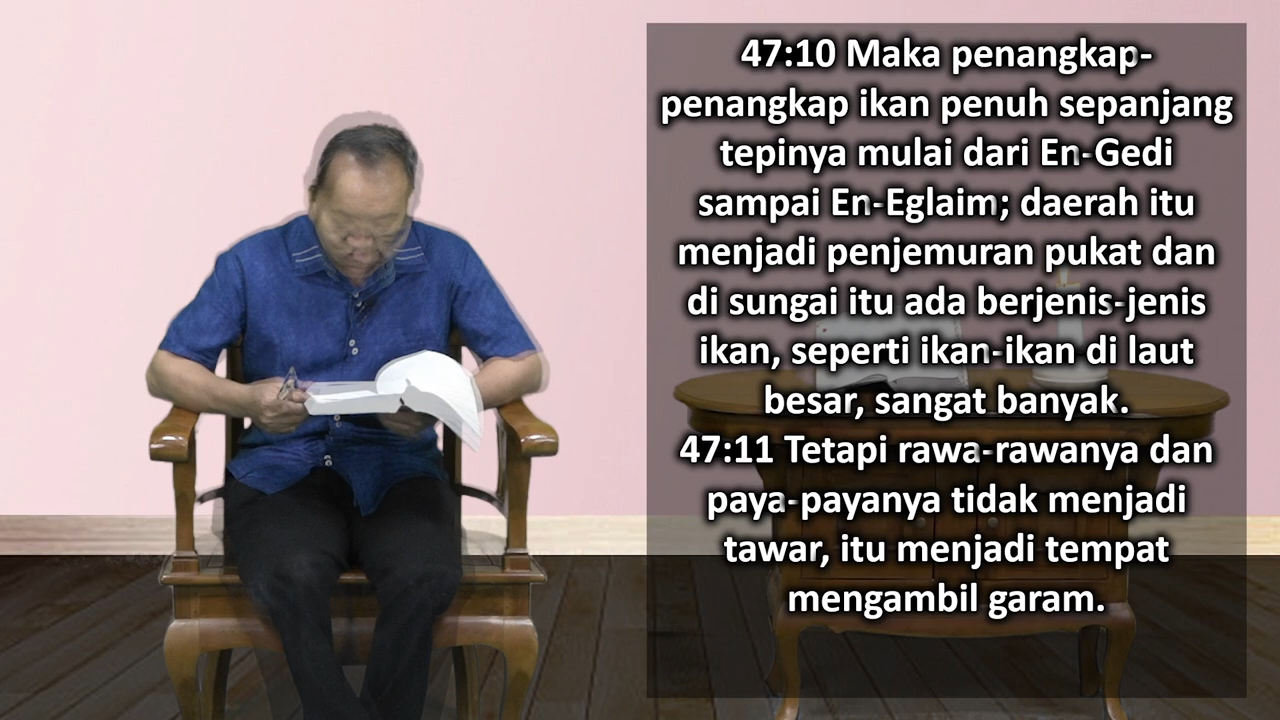 47:10 Maka penangkap-
penangkap ikan penuh sepanjang
tepinya mulai dari En-Gedi
sampai En-Eglaim; daerah itu
menjadi penjemuran pukat dan
di sungai itu ada berjenis-jenis
ikan, seperti ikan-ikan di laut
besar, sangat banyak.
47:11 Tetapi rawa-rawanya dan
paya-payanya tidak menjadi
tawar, itu menjadi tempat
mengambil garam.